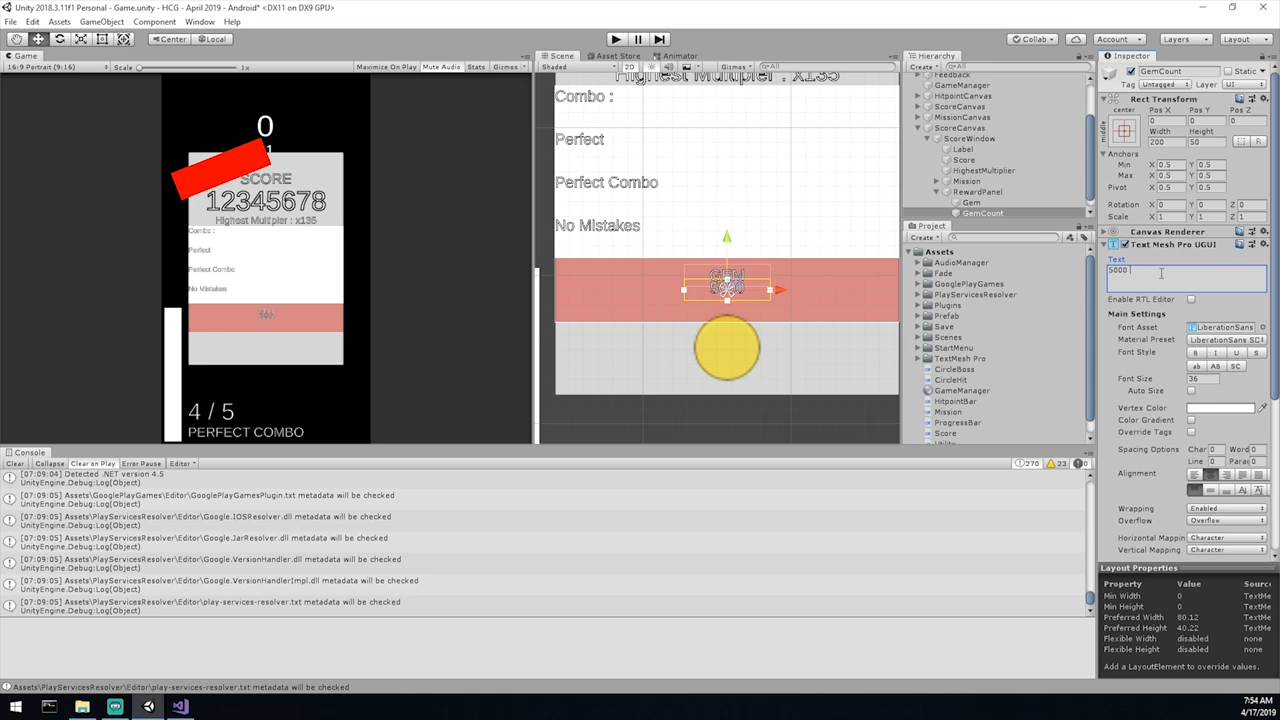 Unity 2018.3.11f1 Personal - Game.unity - HCG - April 2019 - Android* <DX11 on DX9 GPU>
File Edit Assets GameObject Component Window Help
Center Local Collab Account Layers Layout
Game
16:9 Portrait (9:16) Scale 1x Maximize On Play Mute Audio Stats Gizmos
0
SCORE
12345678
Highest Multipler : x135
Combo :
Perfect
Perfect Combo
No Mistakes
4 / 5
PERFECT COMBO
Scene Asset Store Animator
Shaded 2D Gizmos All
Highest Multipler : x135
Combo :
Perfect
Perfect Combo
No Mistakes
GEM
5000
Hierarchy
Create All
Feedback
GameManager
HitpointCanvas
ScoreCanvas
MissionCanvas
ScoreCanvas
ScoreWindow
Label
Score
HighestMultiplier
Mission
RewardPanel
Gem
GemCount
Project
Create
Assets
AudioManager
Fade
GooglePlayGames
PlayServicesResolver
Plugins
Prefab
Save
Scenes
StartMenu
TextMesh Pro
CircleBoss
CircleHit
GameManager
HitpointBar
Mission
ProgressBar
Score
Inspector
GemCount Static
Tag Untagged Layer UI
Rect Transform
center Pos X Pos Y Pos Z
middle 0 0 0
Width Height
200 50 R
Anchors
Min X 0.5 Y 0.5
Max X 0.5 Y 0.5
Pivot X 0.5 Y 0.5
Rotation X 0 Y 0 Z 0
Scale X 1 Y 1 Z 1
Canvas Renderer
Text Mesh Pro UGUI
Text
5000
Enable RTL Editor
Main Settings
Font Asset LiberationSans
Material Preset LiberationSans SC
Font Style B I U S
ab AB SC
Font Size 36
Auto Size
Vertex Color
Color Gradient
Override Tags
Spacing Options Char 0 Word 0
Line 0 Para 0
Alignment
Wrapping Enabled
Overflow Overflow
Horizontal Mappin Character
Vertical Mapping Character
Layout Properties
Property Value Source
Min Width 0 TextMe
Min Height 0 TextMe
Preferred Width 80.12 TextMe
Preferred Height 40.22 TextMe
Flexible Width disabled none
Flexible Height disabled none
Add a LayoutElement to override values.
Console
Clear Collapse Clear on Play Error Pause Editor 270 23 0
[07:09:04] Detected .NET version 4.5
UnityEngine.Debug:Log(Object)
[07:09:05] Assets\GooglePlayGames\Editor\GooglePlayGamesPlugin.txt metadata will be checked
UnityEngine.Debug:Log(Object)
[07:09:05] Assets\PlayServicesResolver\Editor\Google.IOSResolver.dll metadata will be checked
UnityEngine.Debug:Log(Object)
[07:09:05] Assets\PlayServicesResolver\Editor\Google.JarResolver.dll metadata will be checked
UnityEngine.Debug:Log(Object)
[07:09:05] Assets\PlayServicesResolver\Editor\Google.VersionHandler.dll metadata will be checked
UnityEngine.Debug:Log(Object)
[07:09:05] Assets\PlayServicesResolver\Editor\Google.VersionHandlerImpl.dll metadata will be checked
UnityEngine.Debug:Log(Object)
[07:09:05] Assets\PlayServicesResolver\Editor\play-services-resolver.txt metadata will be checked
UnityEngine.Debug:Log(Object)
Assets\PlayServicesResolver\Editor\play-services-resolver.txt metadata will be checked
7:54 AM
4/17/2019